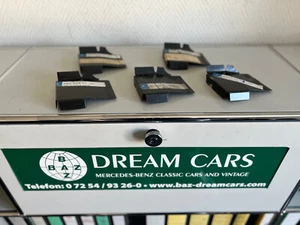 BAZ
BAZ
DREAM CARS
MERCEDES-BENZ CLASSIC CARS AND VINTAGE
Telefon: 0 72 54 / 93 26-0 • www.baz-dreamcars.com